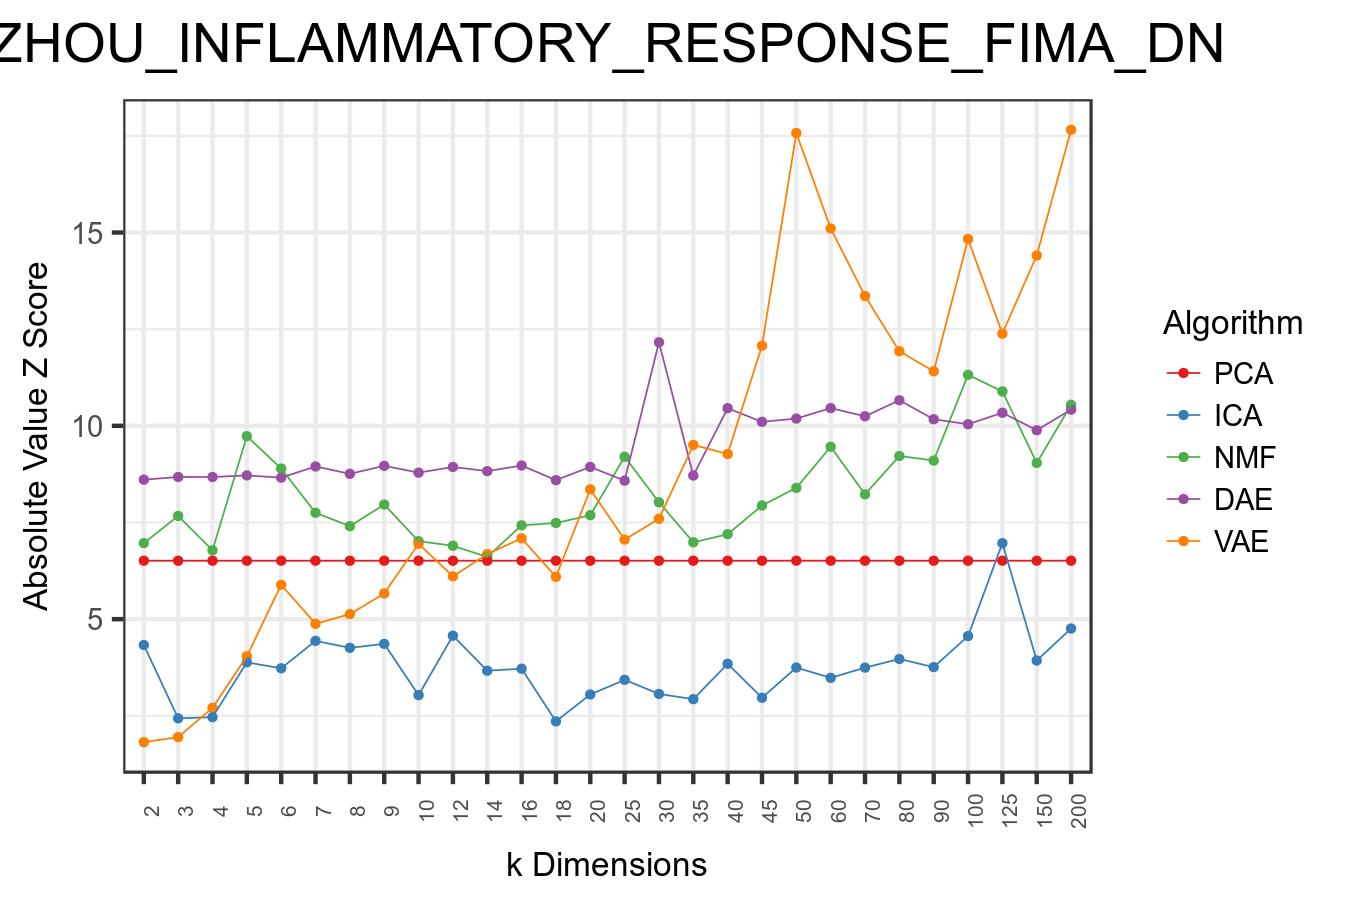 ZHOU_INFLAMMATORY_RESPONSE_FIMA_DN
Absolute Value Z Score
15
10
5
2 3 4 5 6 7 8 9 10 12 14 16 18 20 25 30 35 40 45 50 60 70 80 90 100 125 150 200
k Dimensions
Algorithm
PCA
ICA
NMF
DAE
VAE